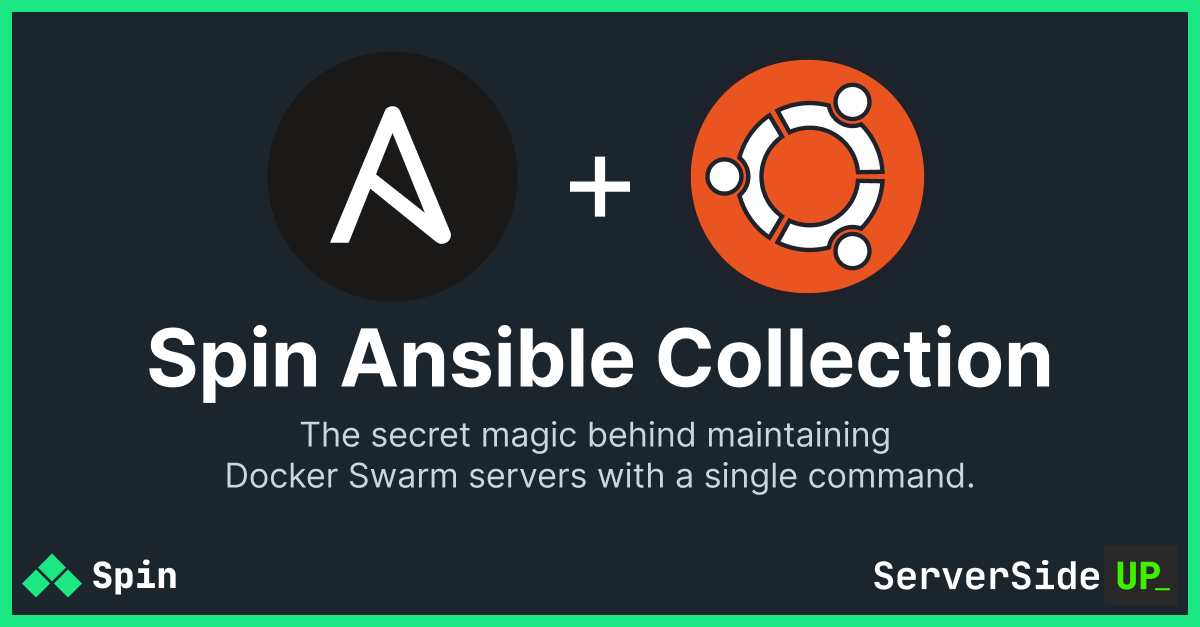 Spin Ansible Collection
The secret magic behind maintaining
Docker Swarm servers with a single command.
Spin
ServerSide UP_